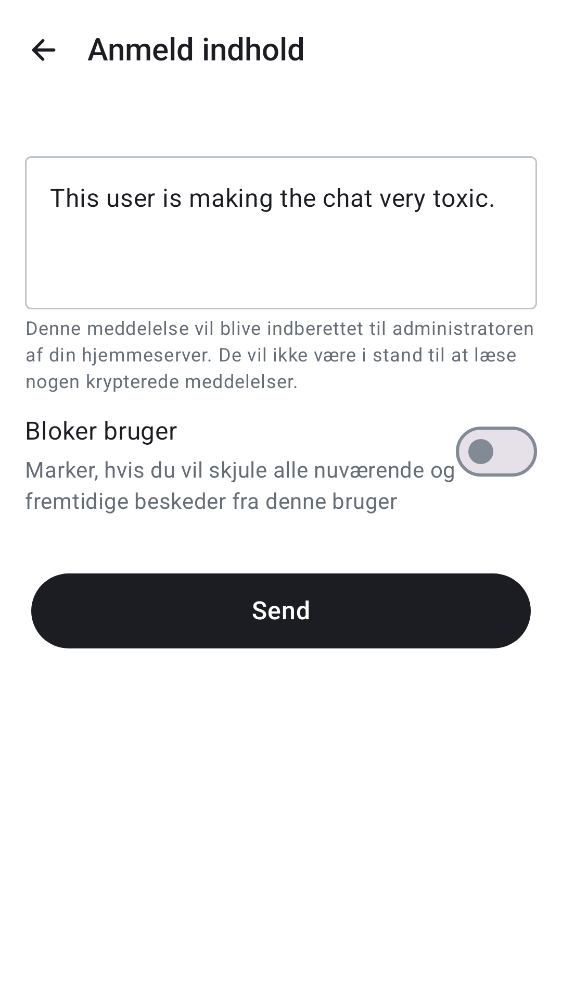 Anmeld indhold
This user is making the chat very toxic.
Denne meddelelse vil blive indberettet til administratoren
af din hjemmeserver. De vil ikke være i stand til at læse
nogen krypterede meddelelser.
Bloker bruger
Marker, hvis du vil skjule alle nuværende og
fremtidige beskeder fra denne bruger
Send